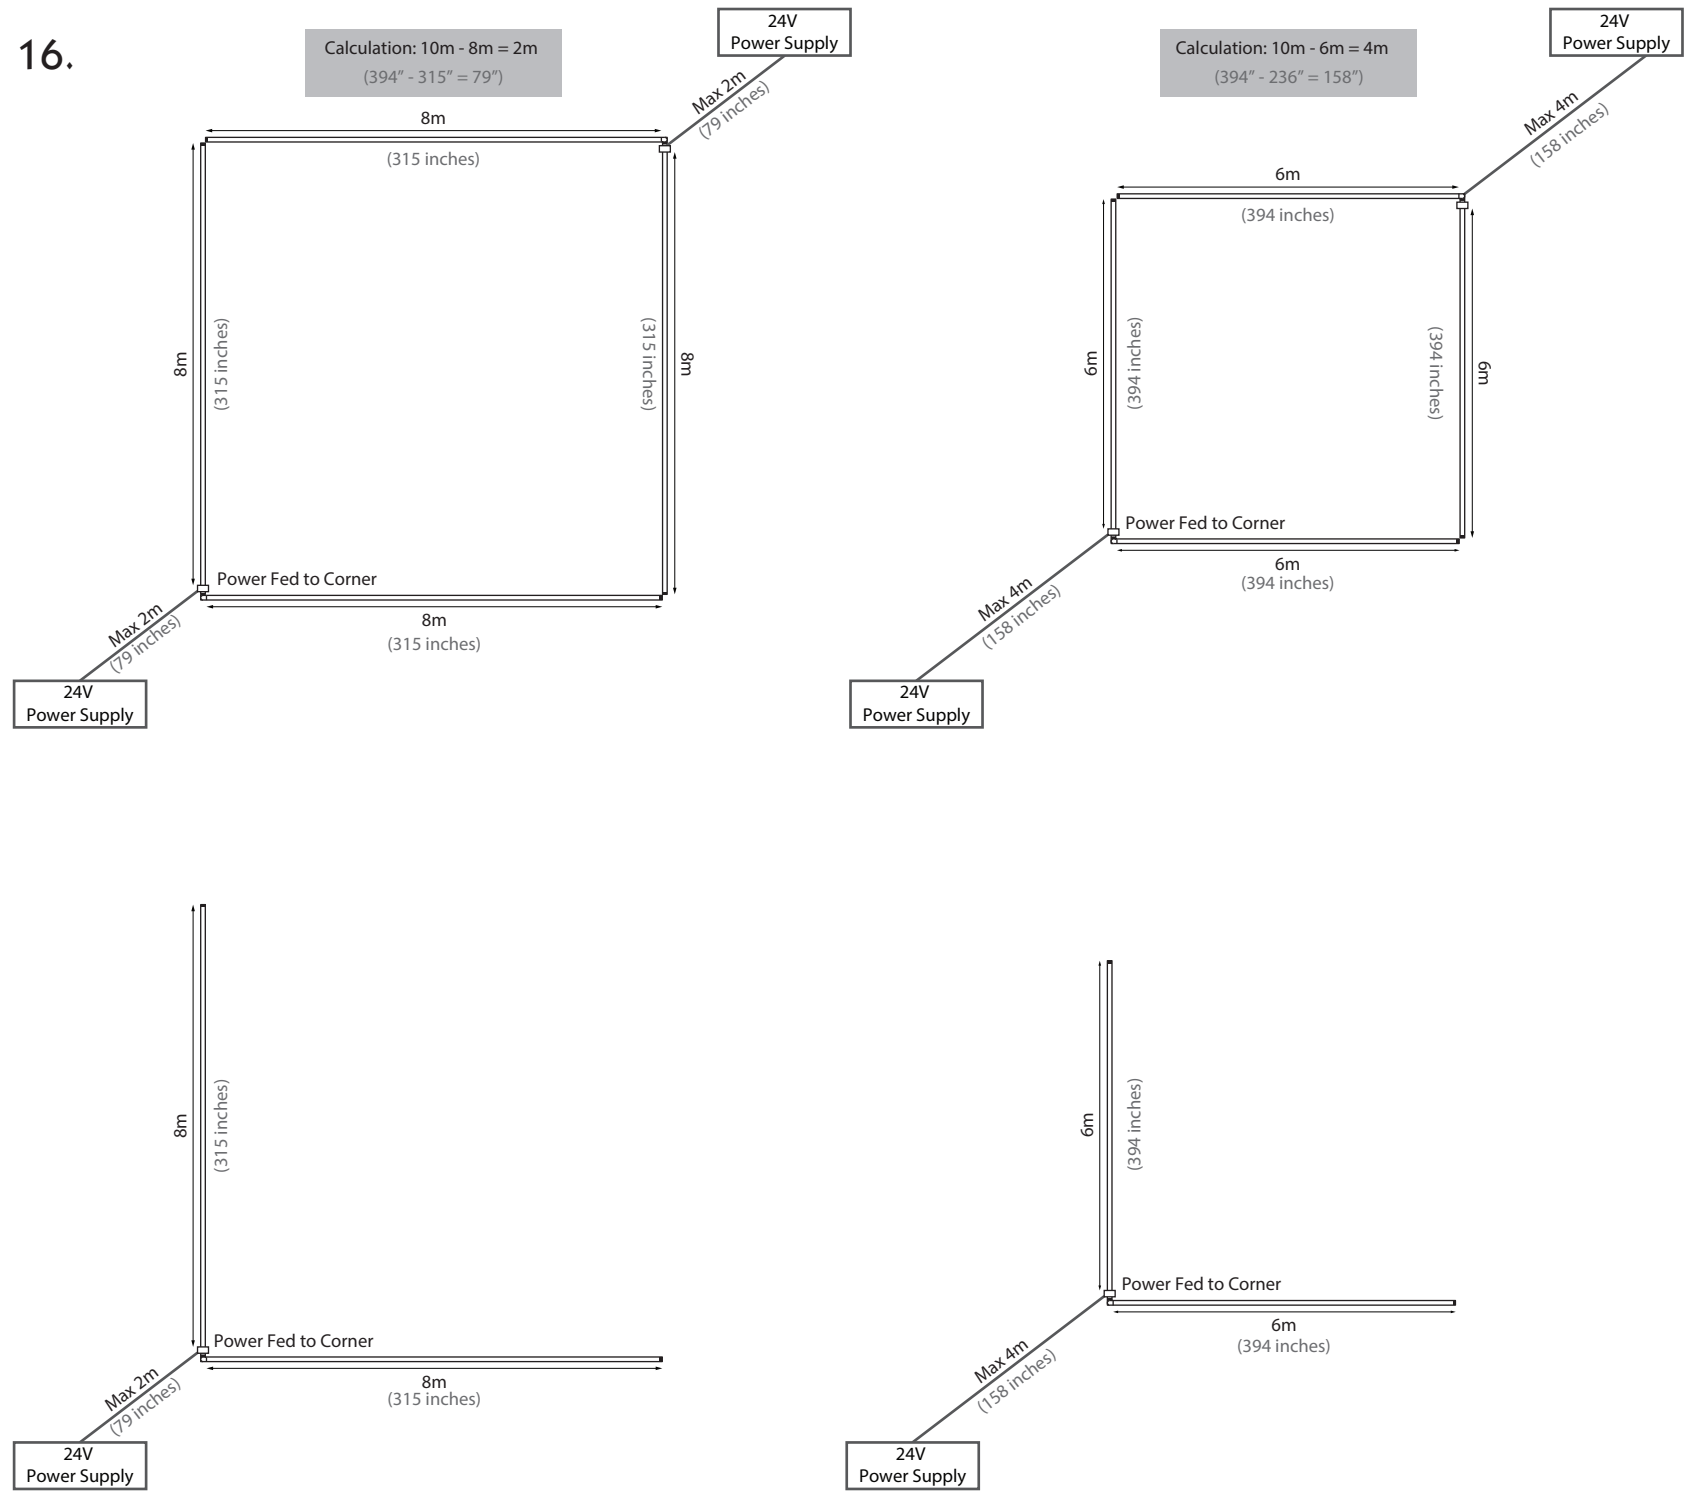 16.
Calculation: 10m - 8m = 2m
(394” - 315” = 79”)
24V
Power Supply
Max 2m
(79 inches)
8m
(315 inches)
8m
(315 inches)
(315 inches)
8m
Power Fed to Corner
8m
(315 inches)
Max 2m
(79 inches)
24V
Power Supply
Calculation: 10m - 6m = 4m
(394” - 236” = 158”)
24V
Power Supply
Max 4m
(158 inches)
6m
(394 inches)
6m
(394 inches)
(394 inches)
6m
Power Fed to Corner
6m
(394 inches)
Max 4m
(158 inches)
24V
Power Supply
8m
(315 inches)
Power Fed to Corner
8m
(315 inches)
Max 2m
(79 inches)
24V
Power Supply
6m
(394 inches)
Power Fed to Corner
6m
(394 inches)
Max 4m
(158 inches)
24V
Power Supply